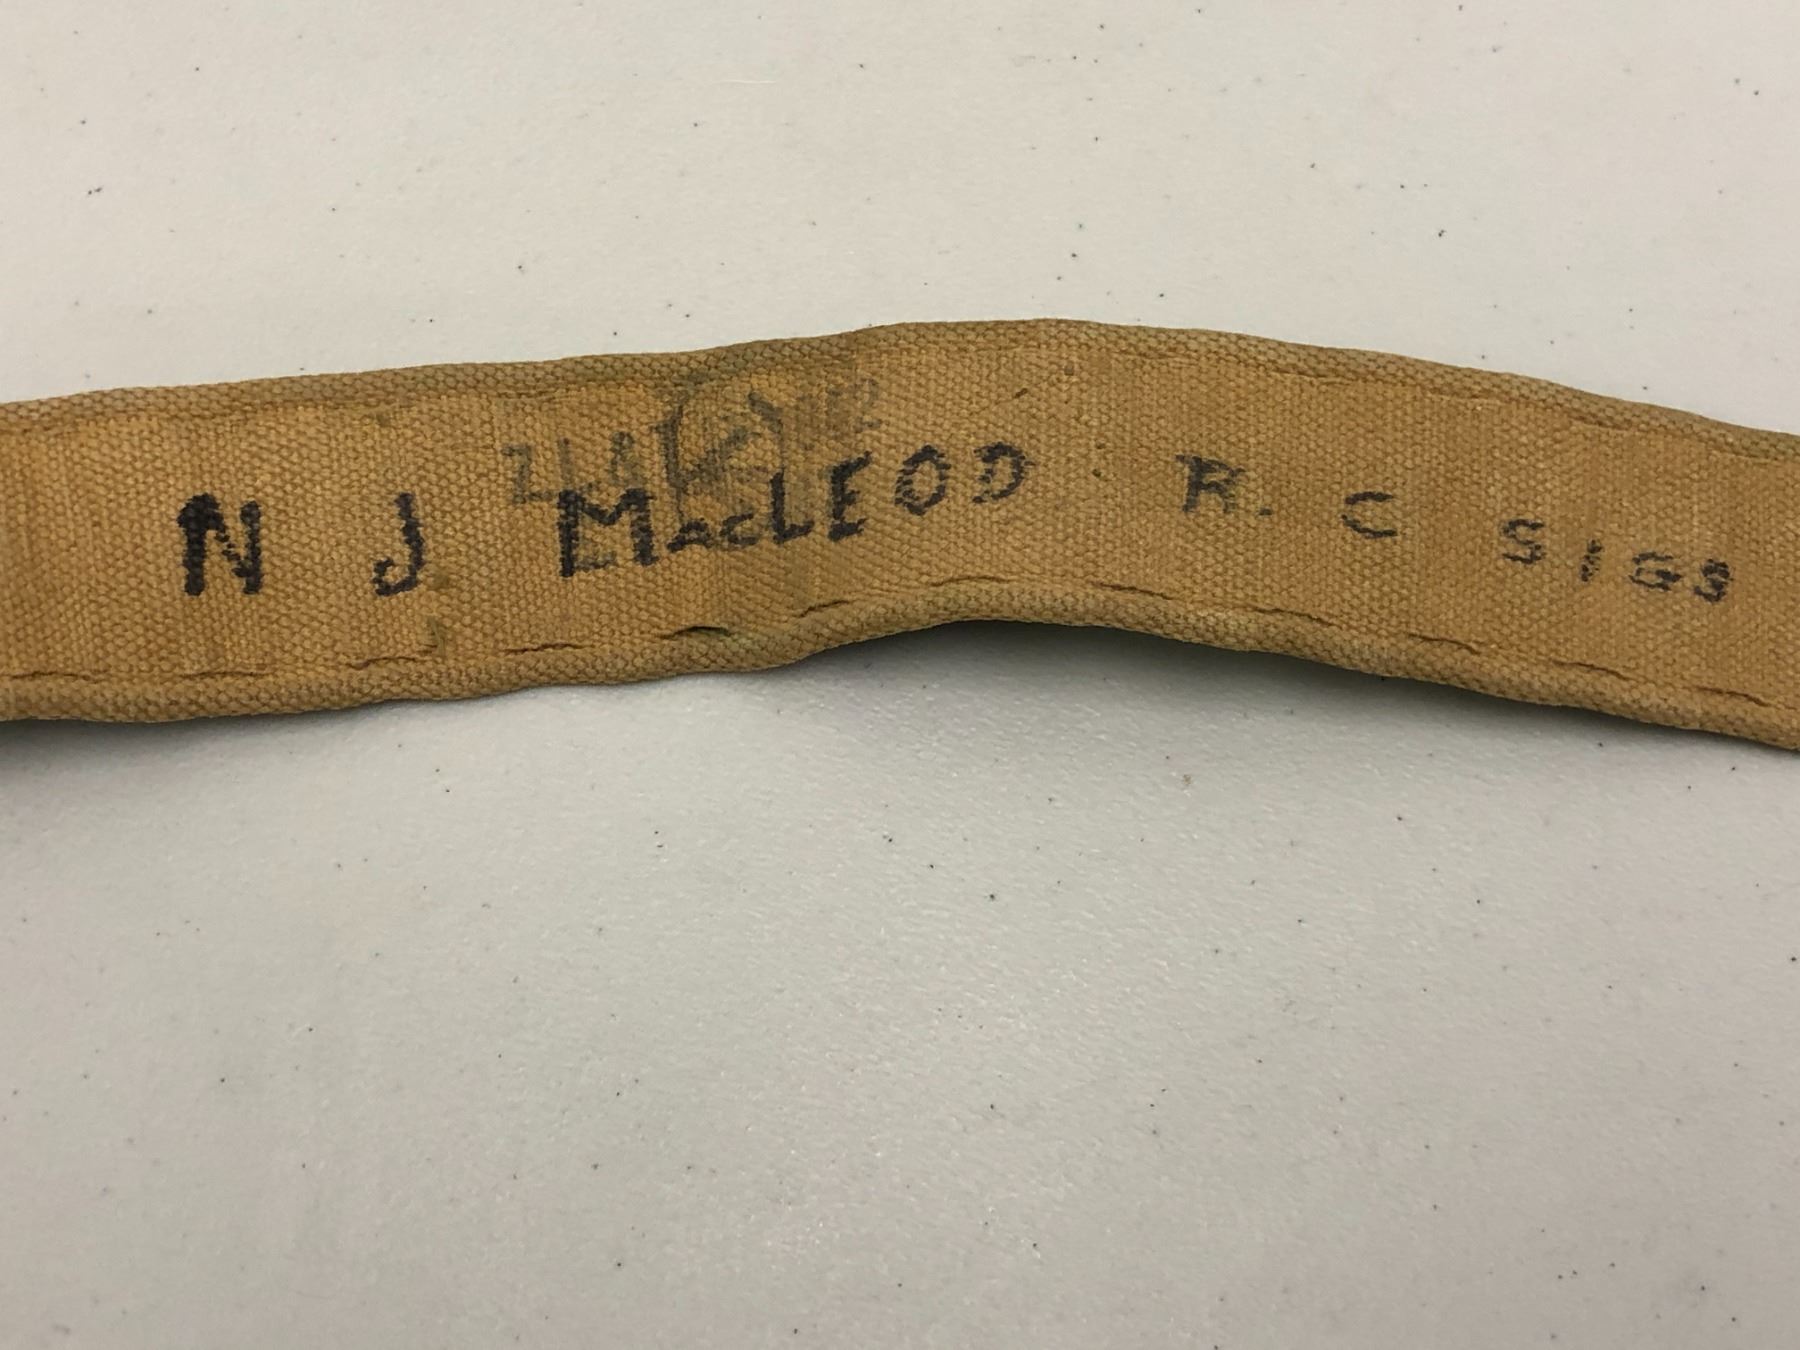 N J MacLEOD R. C SIGS